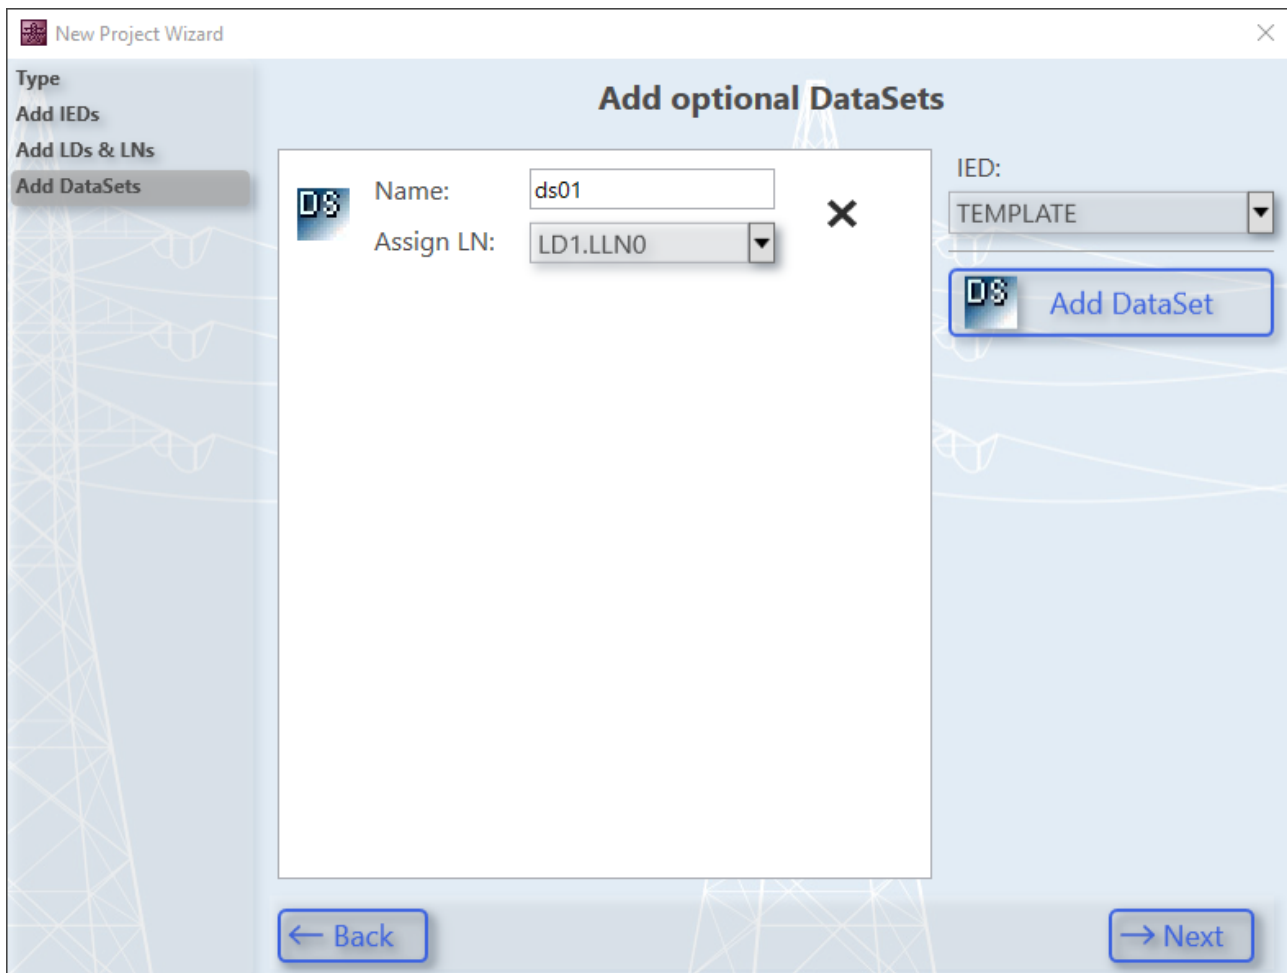 New Project Wizard
Type
Add IEDs
Add LDs & LNs
Add DataSets
Add optional DataSets
DS
Name:
ds01
Assign LN:
LD1.LLN0
IED:
TEMPLATE
DS
Add DataSet
← Back
→ Next